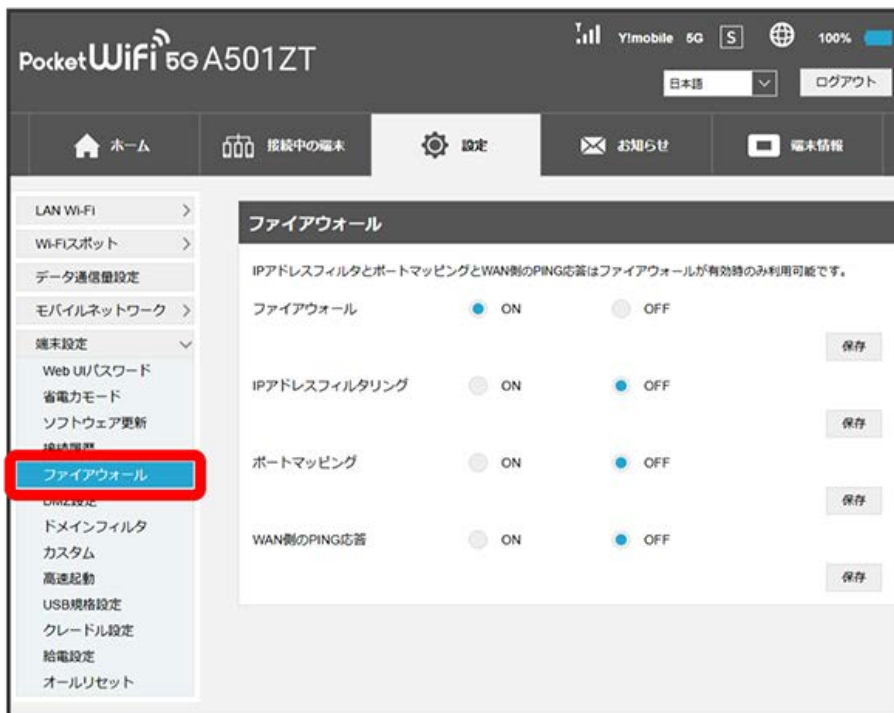 Pocket WiFi 5G A501ZT
Y!mobile 5G S 100%
日本語 ログアウト
ホーム 接続中の端末 設定 お知らせ 端末情報
LAN Wi-Fi
Wi-Fiスポット
データ通信量設定
モバイルネットワーク
端末設定
Web UIパスワード
省電力モード
ソフトウェア更新
接続履歴
ファイアウォール
DMZ設定
ドメインフィルタ
カスタム
高速起動
USB規格設定
クレードル設定
給電設定
オールリセット
ファイアウォール
IPアドレスフィルタとポートマッピングとWAN側のPING応答はファイアウォールが有効時のみ利用可能です。
ファイアウォール ON OFF
保存
IPアドレスフィルタリング ON OFF
保存
ポートマッピング ON OFF
保存
WAN側のPING応答 ON OFF
保存